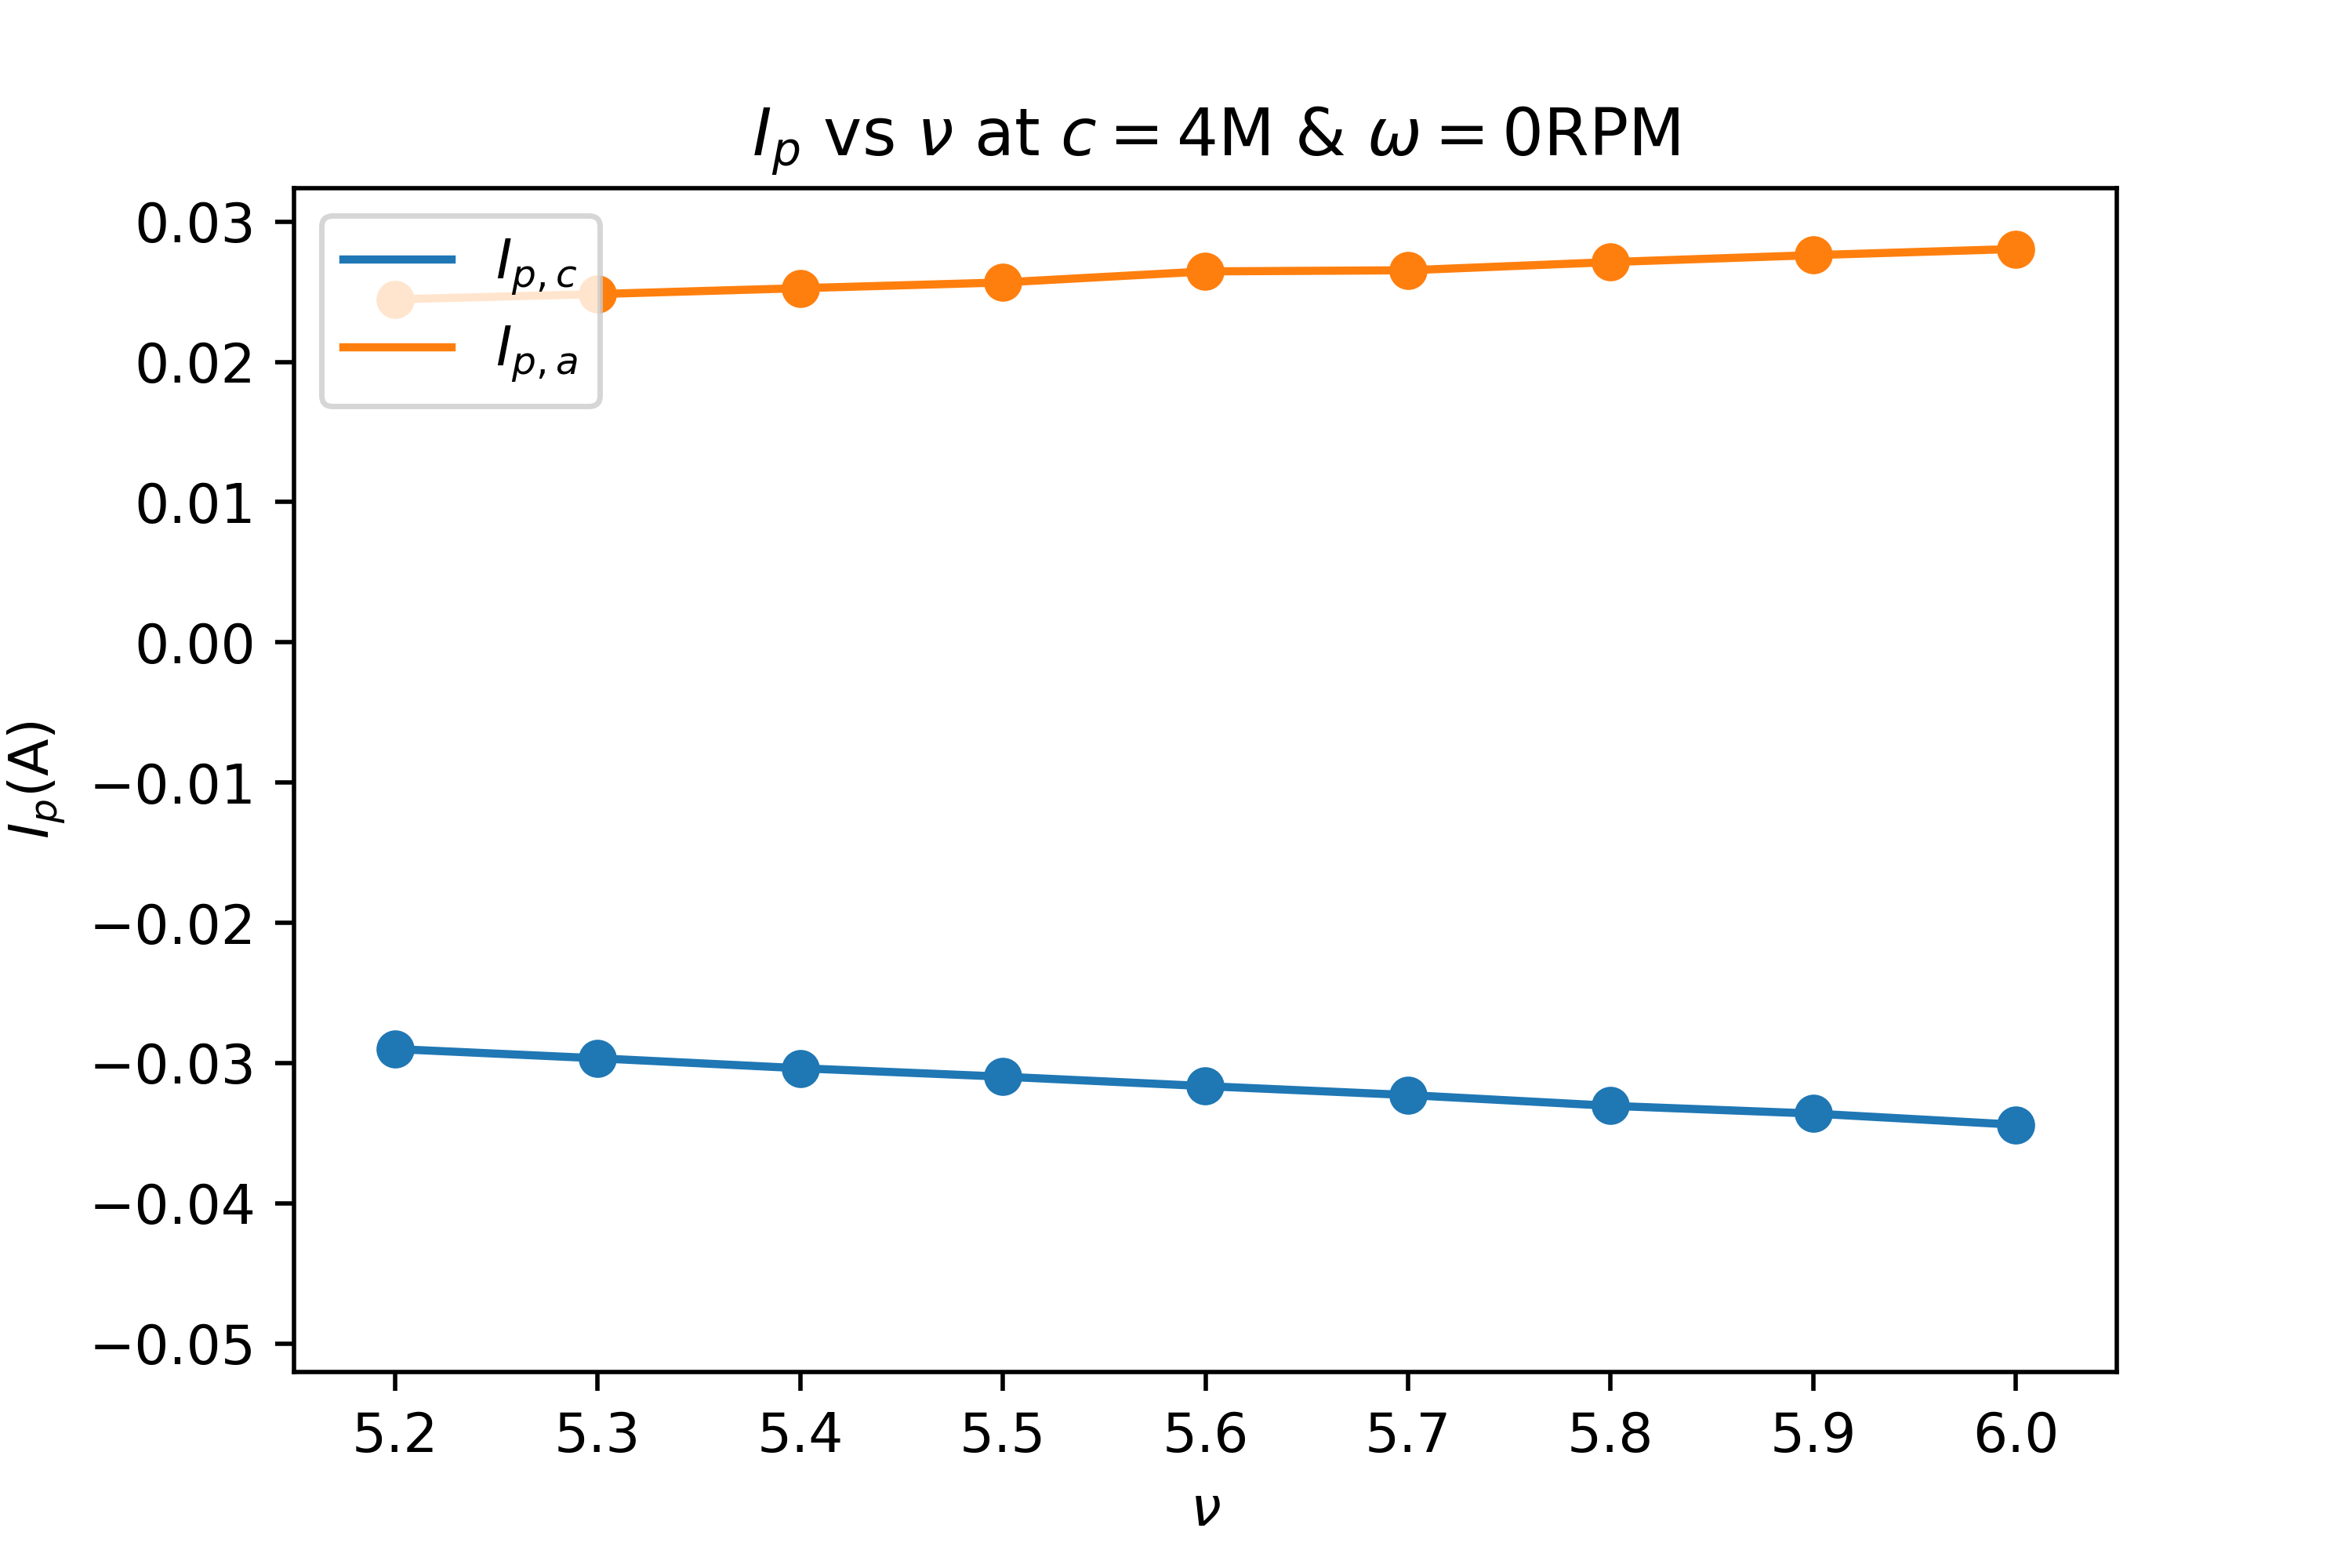 I_p vs ν at c = 4M & ω = 0RPM
I_p,c
I_p,a
0.03
0.02
0.01
0.00
−0.01
−0.02
−0.03
−0.04
−0.05
I_p(A)
5.2 5.3 5.4 5.5 5.6 5.7 5.8 5.9 6.0
ν